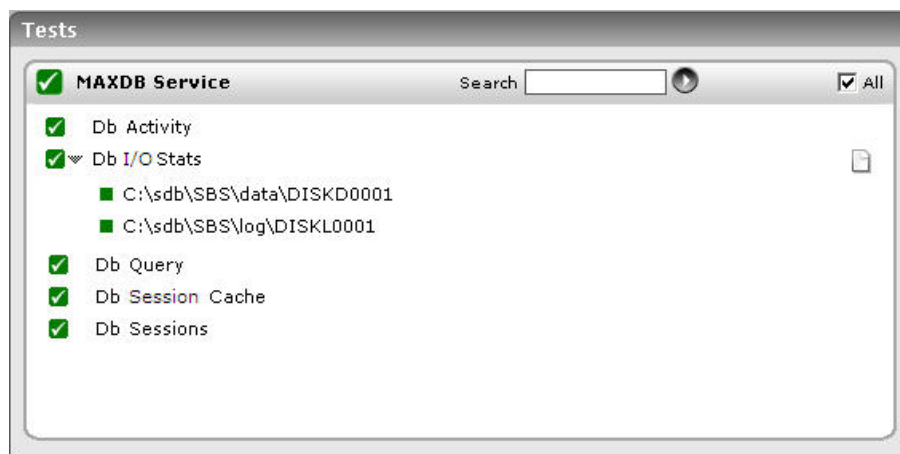 Tests
MAXDB Service Search All
Db Activity
Db I/O Stats
C:\sdb\SBS\data\DISKD0001
C:\sdb\SBS\log\DISKL0001
Db Query
Db Session Cache
Db Sessions